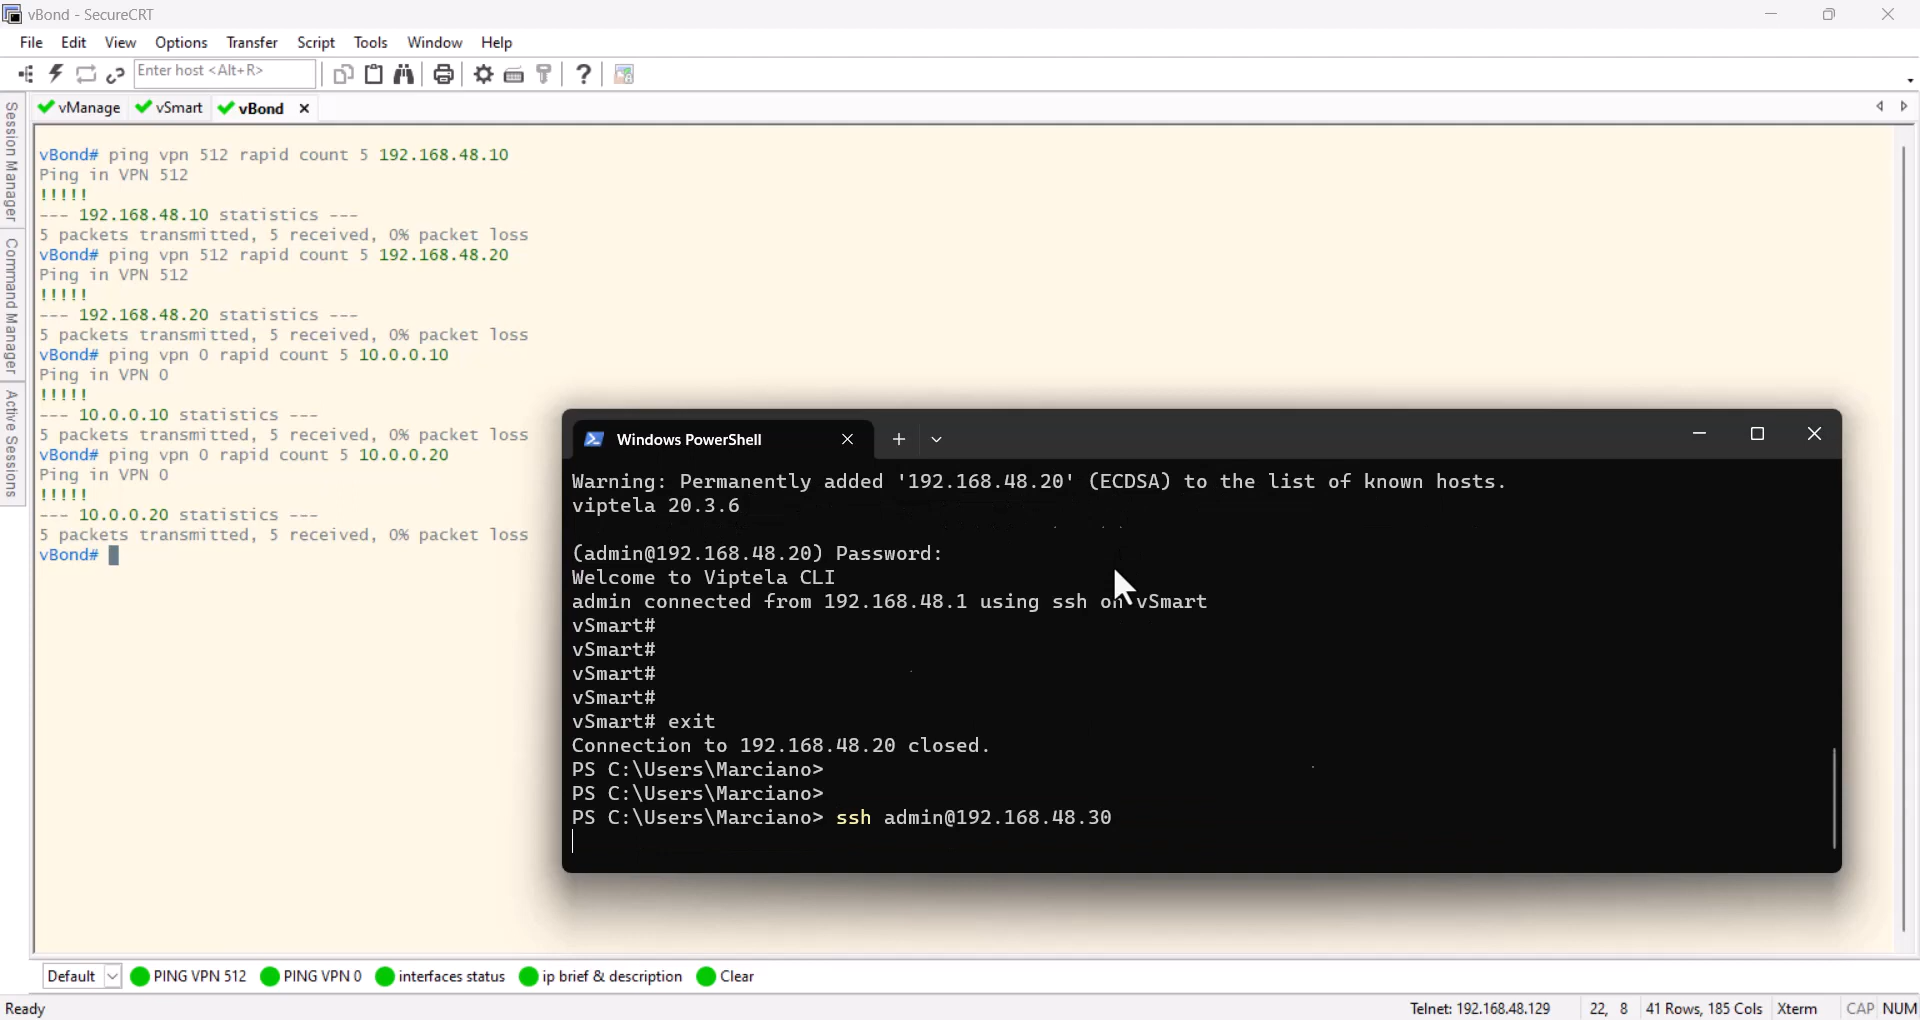 vBond - SecureCRT
File Edit View Options Transfer Script Tools Window Help
Enter host <Alt+R>
vManage vSmart vBond
Session Manager
Command Manager
Active Sessions
vBond# ping vpn 512 rapid count 5 192.168.48.10
Ping in VPN 512
!!!!!
--- 192.168.48.10 statistics ---
5 packets transmitted, 5 received, 0% packet loss
vBond# ping vpn 512 rapid count 5 192.168.48.20
Ping in VPN 512
!!!!!
--- 192.168.48.20 statistics ---
5 packets transmitted, 5 received, 0% packet loss
vBond# ping vpn 0 rapid count 5 10.0.0.10
Ping in VPN 0
!!!!!
--- 10.0.0.10 statistics ---
5 packets transmitted, 5 received, 0% packet loss
vBond# ping vpn 0 rapid count 5 10.0.0.20
Ping in VPN 0
!!!!!
--- 10.0.0.20 statistics ---
5 packets transmitted, 5 received, 0% packet loss
vBond#
Windows PowerShell
Warning: Permanently added '192.168.48.20' (ECDSA) to the list of known hosts.
viptela 20.3.6
(admin@192.168.48.20) Password:
Welcome to Viptela CLI
admin connected from 192.168.48.1 using ssh on vSmart
vSmart#
vSmart#
vSmart#
vSmart#
vSmart# exit
Connection to 192.168.48.20 closed.
PS C:\Users\Marciano>
PS C:\Users\Marciano>
PS C:\Users\Marciano> ssh admin@192.168.48.30
Default PING VPN 512 PING VPN 0 interfaces status ip brief & description Clear
Ready Telnet: 192.168.48.129 22, 8 41 Rows, 185 Cols Xterm CAP NUM